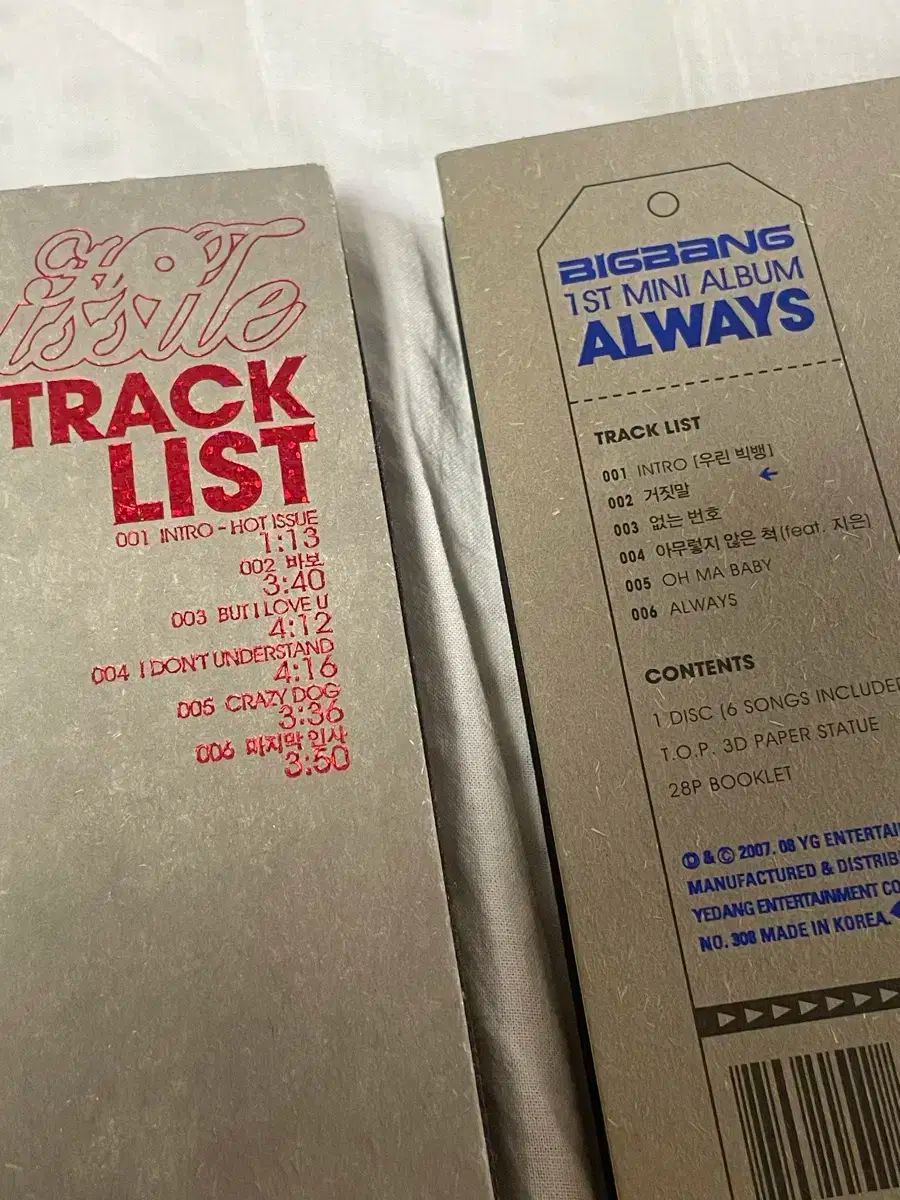 HOT
issue
TRACK
LIST
001 INTRO - HOT ISSUE
1:13
002 바보
3:40
003 BUT I LOVE U
4:12
004 I DON'T UNDERSTAND
4:16
005 CRAZY DOG
3:36
006 마지막 인사
3:50
BIGBANG
1ST MINI ALBUM
ALWAYS
TRACK LIST
001 INTRO [우린 빅뱅]
002 거짓말
003 없는 번호
004 아무렇지 않은 척 (feat. 지은)
005 OH MA BABY
006 ALWAYS
CONTENTS
1 DISC (6 SONGS INCLUDED
T.O.P. 3D PAPER STATUE
28P BOOKLET
Ⓟ & © 2007. 08 YG ENTERTAI
MANUFACTURED & DISTRIB
YEDANG ENTERTAINMENT CO
NO. 308 MADE IN KOREA.